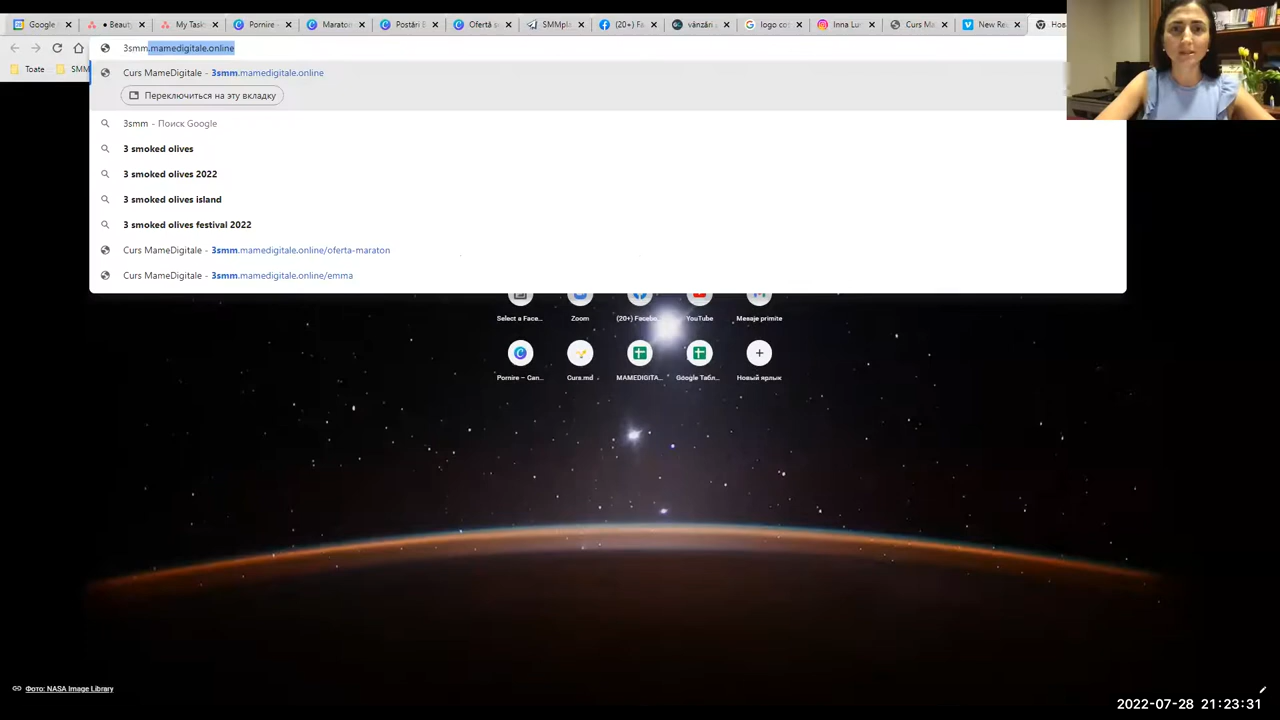 Google
Beauty
My Task
Pornire –
Maraton
Postări
Ofertă s
SMMpla
(20+) Fa
vânzări
logo co
Inna Lu
Curs Ma
New Re
Нов
3smm.mamedigitale.online
Toate
SMM
Curs MameDigitale - 3smm.mamedigitale.online
Переключиться на эту вкладку
3smm - Поиск Google
3 smoked olives
3 smoked olives 2022
3 smoked olives island
3 smoked olives festival 2022
Curs MameDigitale - 3smm.mamedigitale.online/oferta-maraton
Curs MameDigitale - 3smm.mamedigitale.online/emma
Select a Face...
Zoom
(20+) Facebo...
YouTube
Mesaje primite
Pornire – Can...
Curs.md
MAMEDIGITA...
Google Табл...
Новый ярлык
Фото: NASA Image Library
2022-07-28 21:23:31